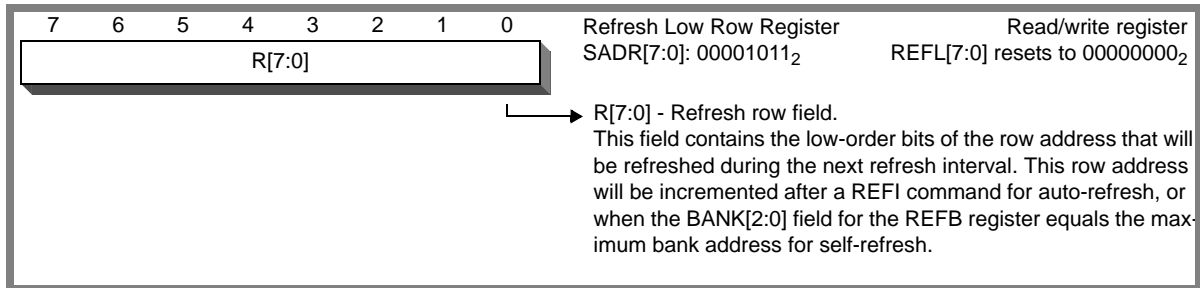 7 6 5 4 3 2 1 0
R[7:0]
Refresh Low Row Register
Read/write register
SADR[7:0]: 00001011₂
REFL[7:0] resets to 00000000₂
R[7:0] - Refresh row field.
This field contains the low-order bits of the row address that will
be refreshed during the next refresh interval. This row address
will be incremented after a REFI command for auto-refresh, or
when the BANK[2:0] field for the REFB register equals the max-
imum bank address for self-refresh.